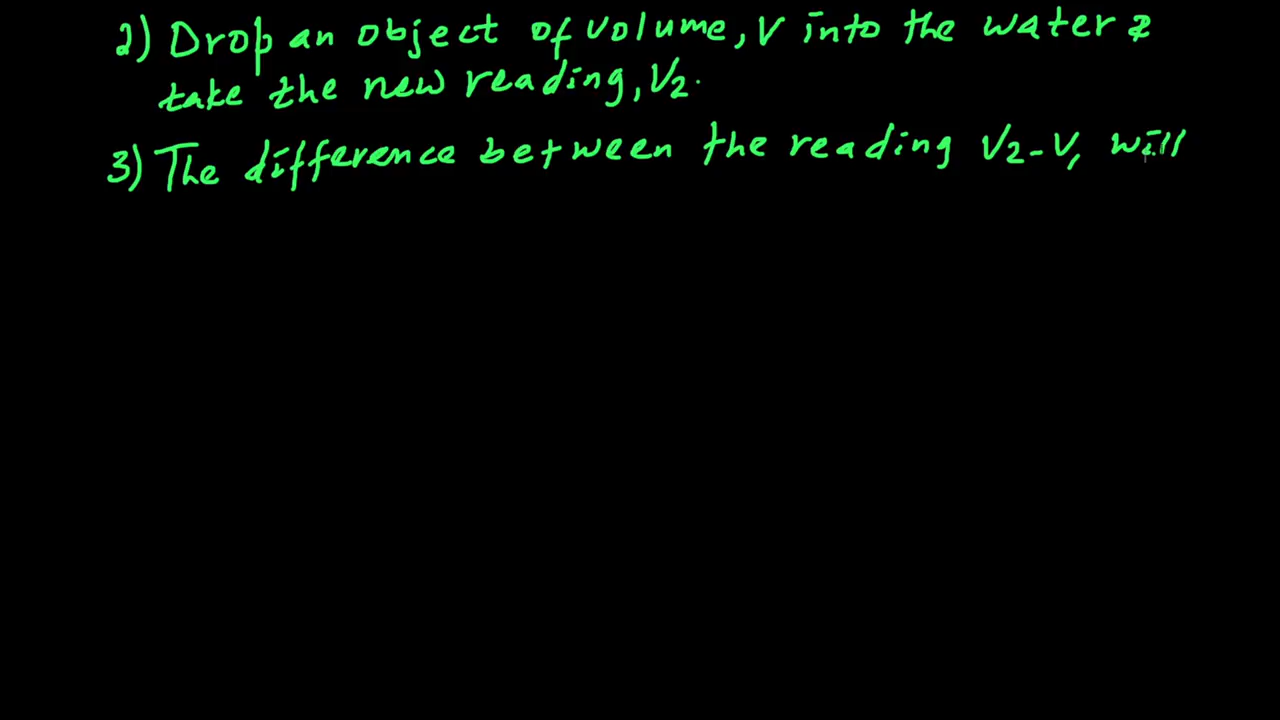 2) Drop an object of volume, V into the water &
take the new reading, V2.
3) The difference between the reading V2-V1 will